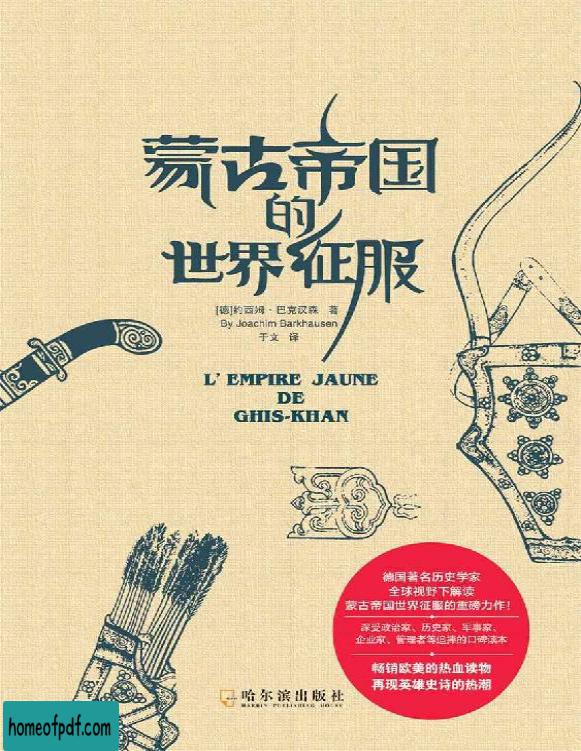 蒙古帝国
的
世界征服
[德]约西姆·巴克汉森 著
By Joachim Barkhausen
于文 译
L' EMPIRE JAUNE
DE
GHIS-KHAN
德国著名历史学家
全球视野下解读
蒙古帝国世界征服的重磅力作!
深受政治家、历史家、军事家、
企业家、管理者等追捧的口碑读本
畅销欧美的热血读物
再现英雄史诗的热潮
哈尔滨出版社
HARBIN PUBLISHING HOUSE
homeofpdf.com